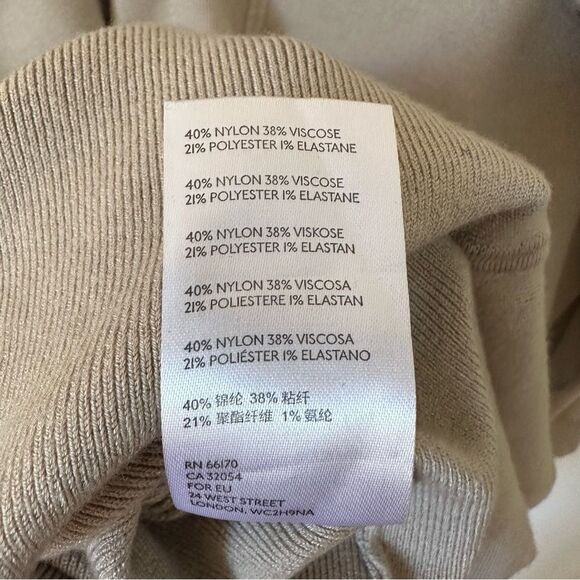 40% NYLON 38% VISCOSE
21% POLYESTER 1% ELASTANE
40% NYLON 38% VISCOSE
21% POLYESTER 1% ELASTANE
40% NYLON 38% VISKOSE
21% POLYESTER 1% ELASTAN
40% NYLON 38% VISCOSA
21% POLIESTERE 1% ELASTAN
40% NYLON 38% VISCOSA
21% POLIÉSTER 1% ELASTANO
40% 锦纶 38% 粘纤
21% 聚酯纤维 1% 氨纶
RN 66170
CA 32054
FOR EU
24 WEST STREET
LONDON, WC2H9NA